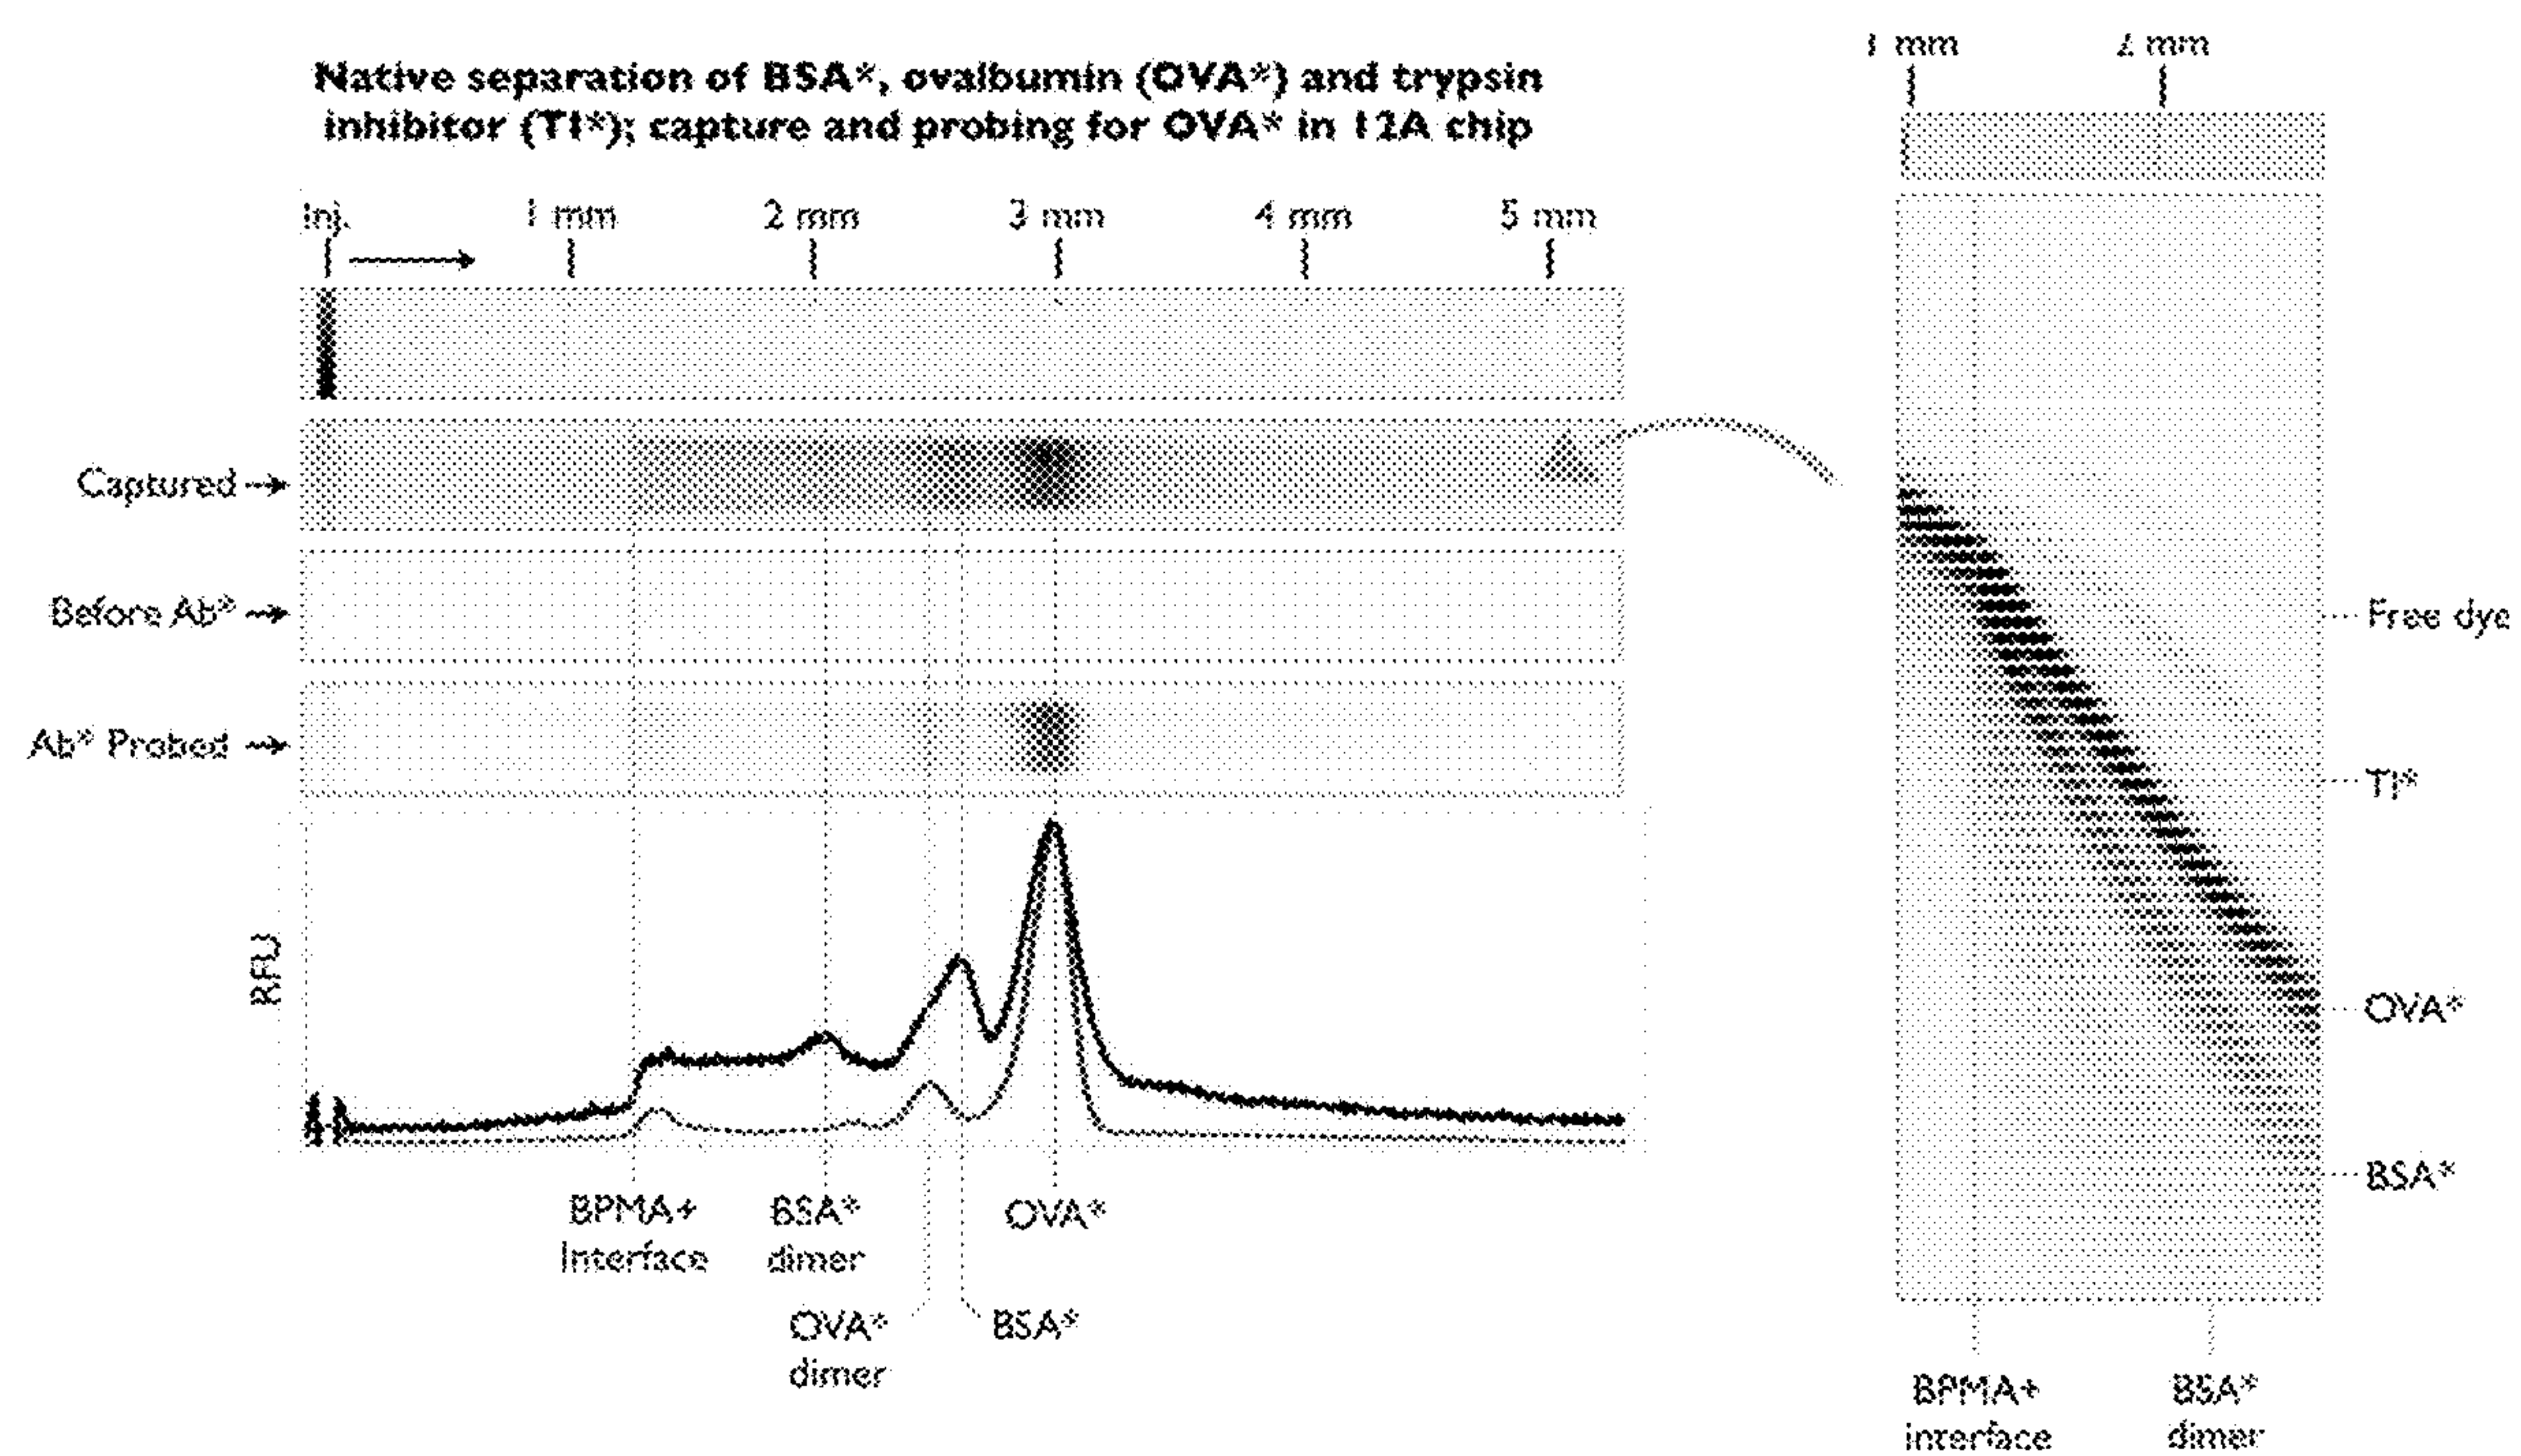 Native separation of BSA*, ovalbumin (OVA*) and trypsin
inhibitor (TI*); capture and probing for OVA* in 12A chip
Inj.
1 mm
2 mm
3 mm
4 mm
5 mm
Captured
Before Ab*
Ab* Probed
RFU
BPMA+
Interface
BSA*
dimer
OVA*
OVA*
dimer
BSA*
1 mm
2 mm
Free dye
TI*
OVA*
BSA*
BPMA+
interface
BSA*
dimer